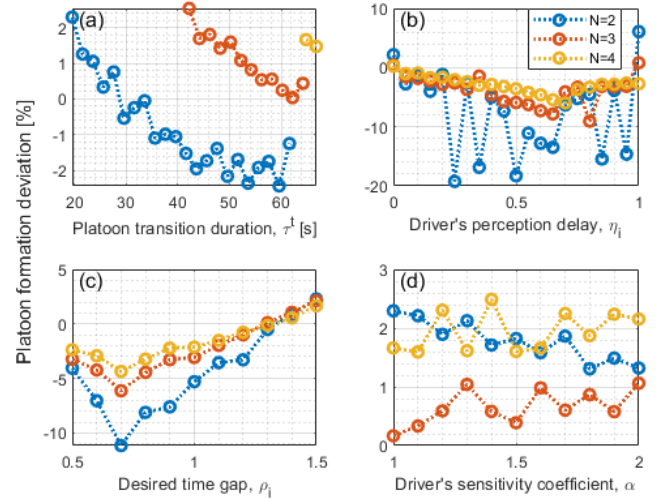 Platoon formation deviation [%]
(a)
2
1
0
-1
-2
20
30
40
50
60
Platoon transition duration, τᵗ [s]
(b)
N=2
N=3
N=4
5
0
-5
-10
-20
0
0.5
1
Driver's perception delay, ηᵢ
(c)
5
0
-5
-10
0.5
1
1.5
Desired time gap, ρᵢ
(d)
3
2
1
0
1
1.5
2
Driver's sensitivity coefficient, α